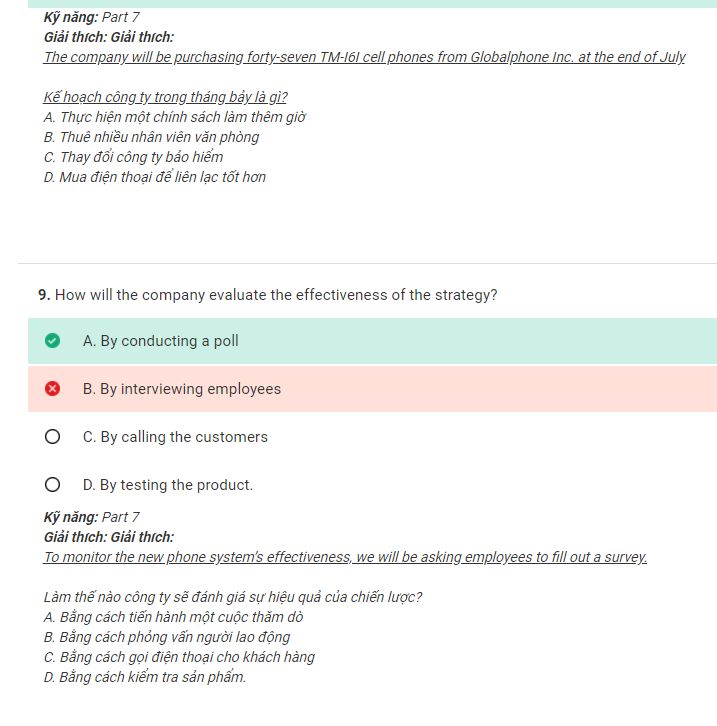 Kỹ năng: Part 7
Giải thích: Giải thích:
The company will be purchasing forty-seven TM-I6I cell phones from Globalphone Inc. at the end of July
Kế hoạch công ty trong tháng bảy là gì?
A. Thực hiện một chính sách làm thêm giờ
B. Thuê nhiều nhân viên văn phòng
C. Thay đổi công ty bảo hiểm
D. Mua điện thoại để liên lạc tốt hơn
9. How will the company evaluate the effectiveness of the strategy?
A. By conducting a poll
B. By interviewing employees
C. By calling the customers
D. By testing the product.
Kỹ năng: Part 7
Giải thích: Giải thích:
To monitor the new phone system's effectiveness, we will be asking employees to fill out a survey.
Làm thế nào công ty sẽ đánh giá sự hiệu quả của chiến lược?
A. Bằng cách tiến hành một cuộc thăm dò
B. Bằng cách phỏng vấn người lao động
C. Bằng cách gọi điện thoại cho khách hàng
D. Bằng cách kiểm tra sản phẩm.